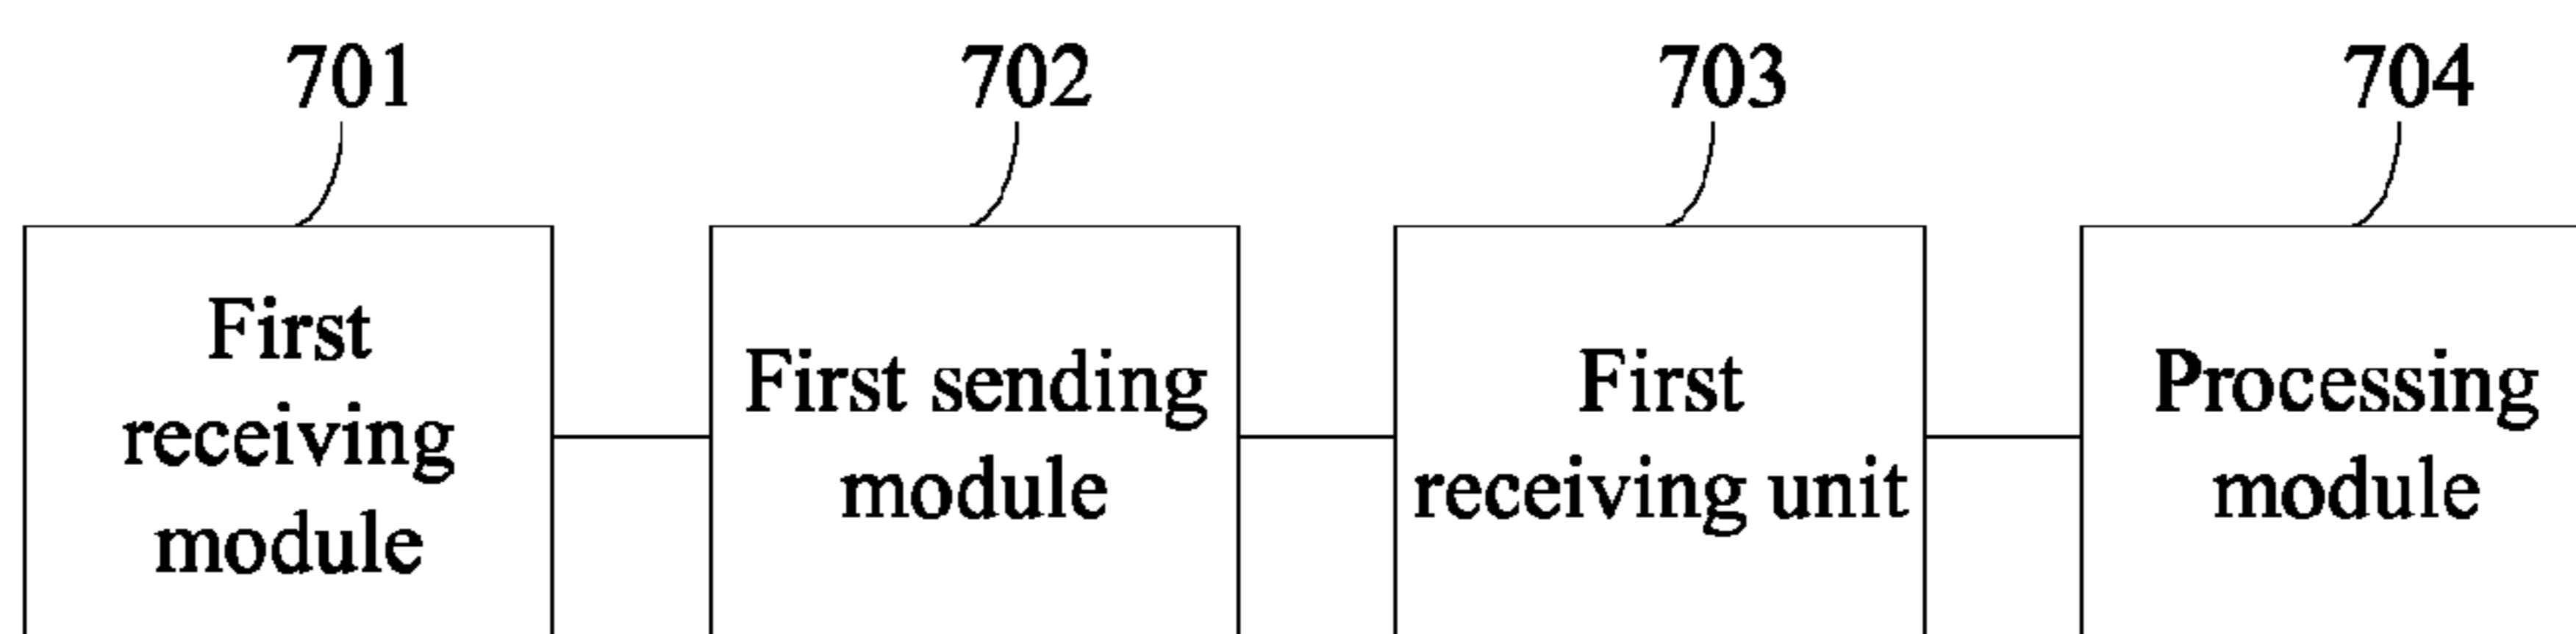 701
702
703
704
First
receiving
module
First sending
module
First
receiving unit
Processing
module